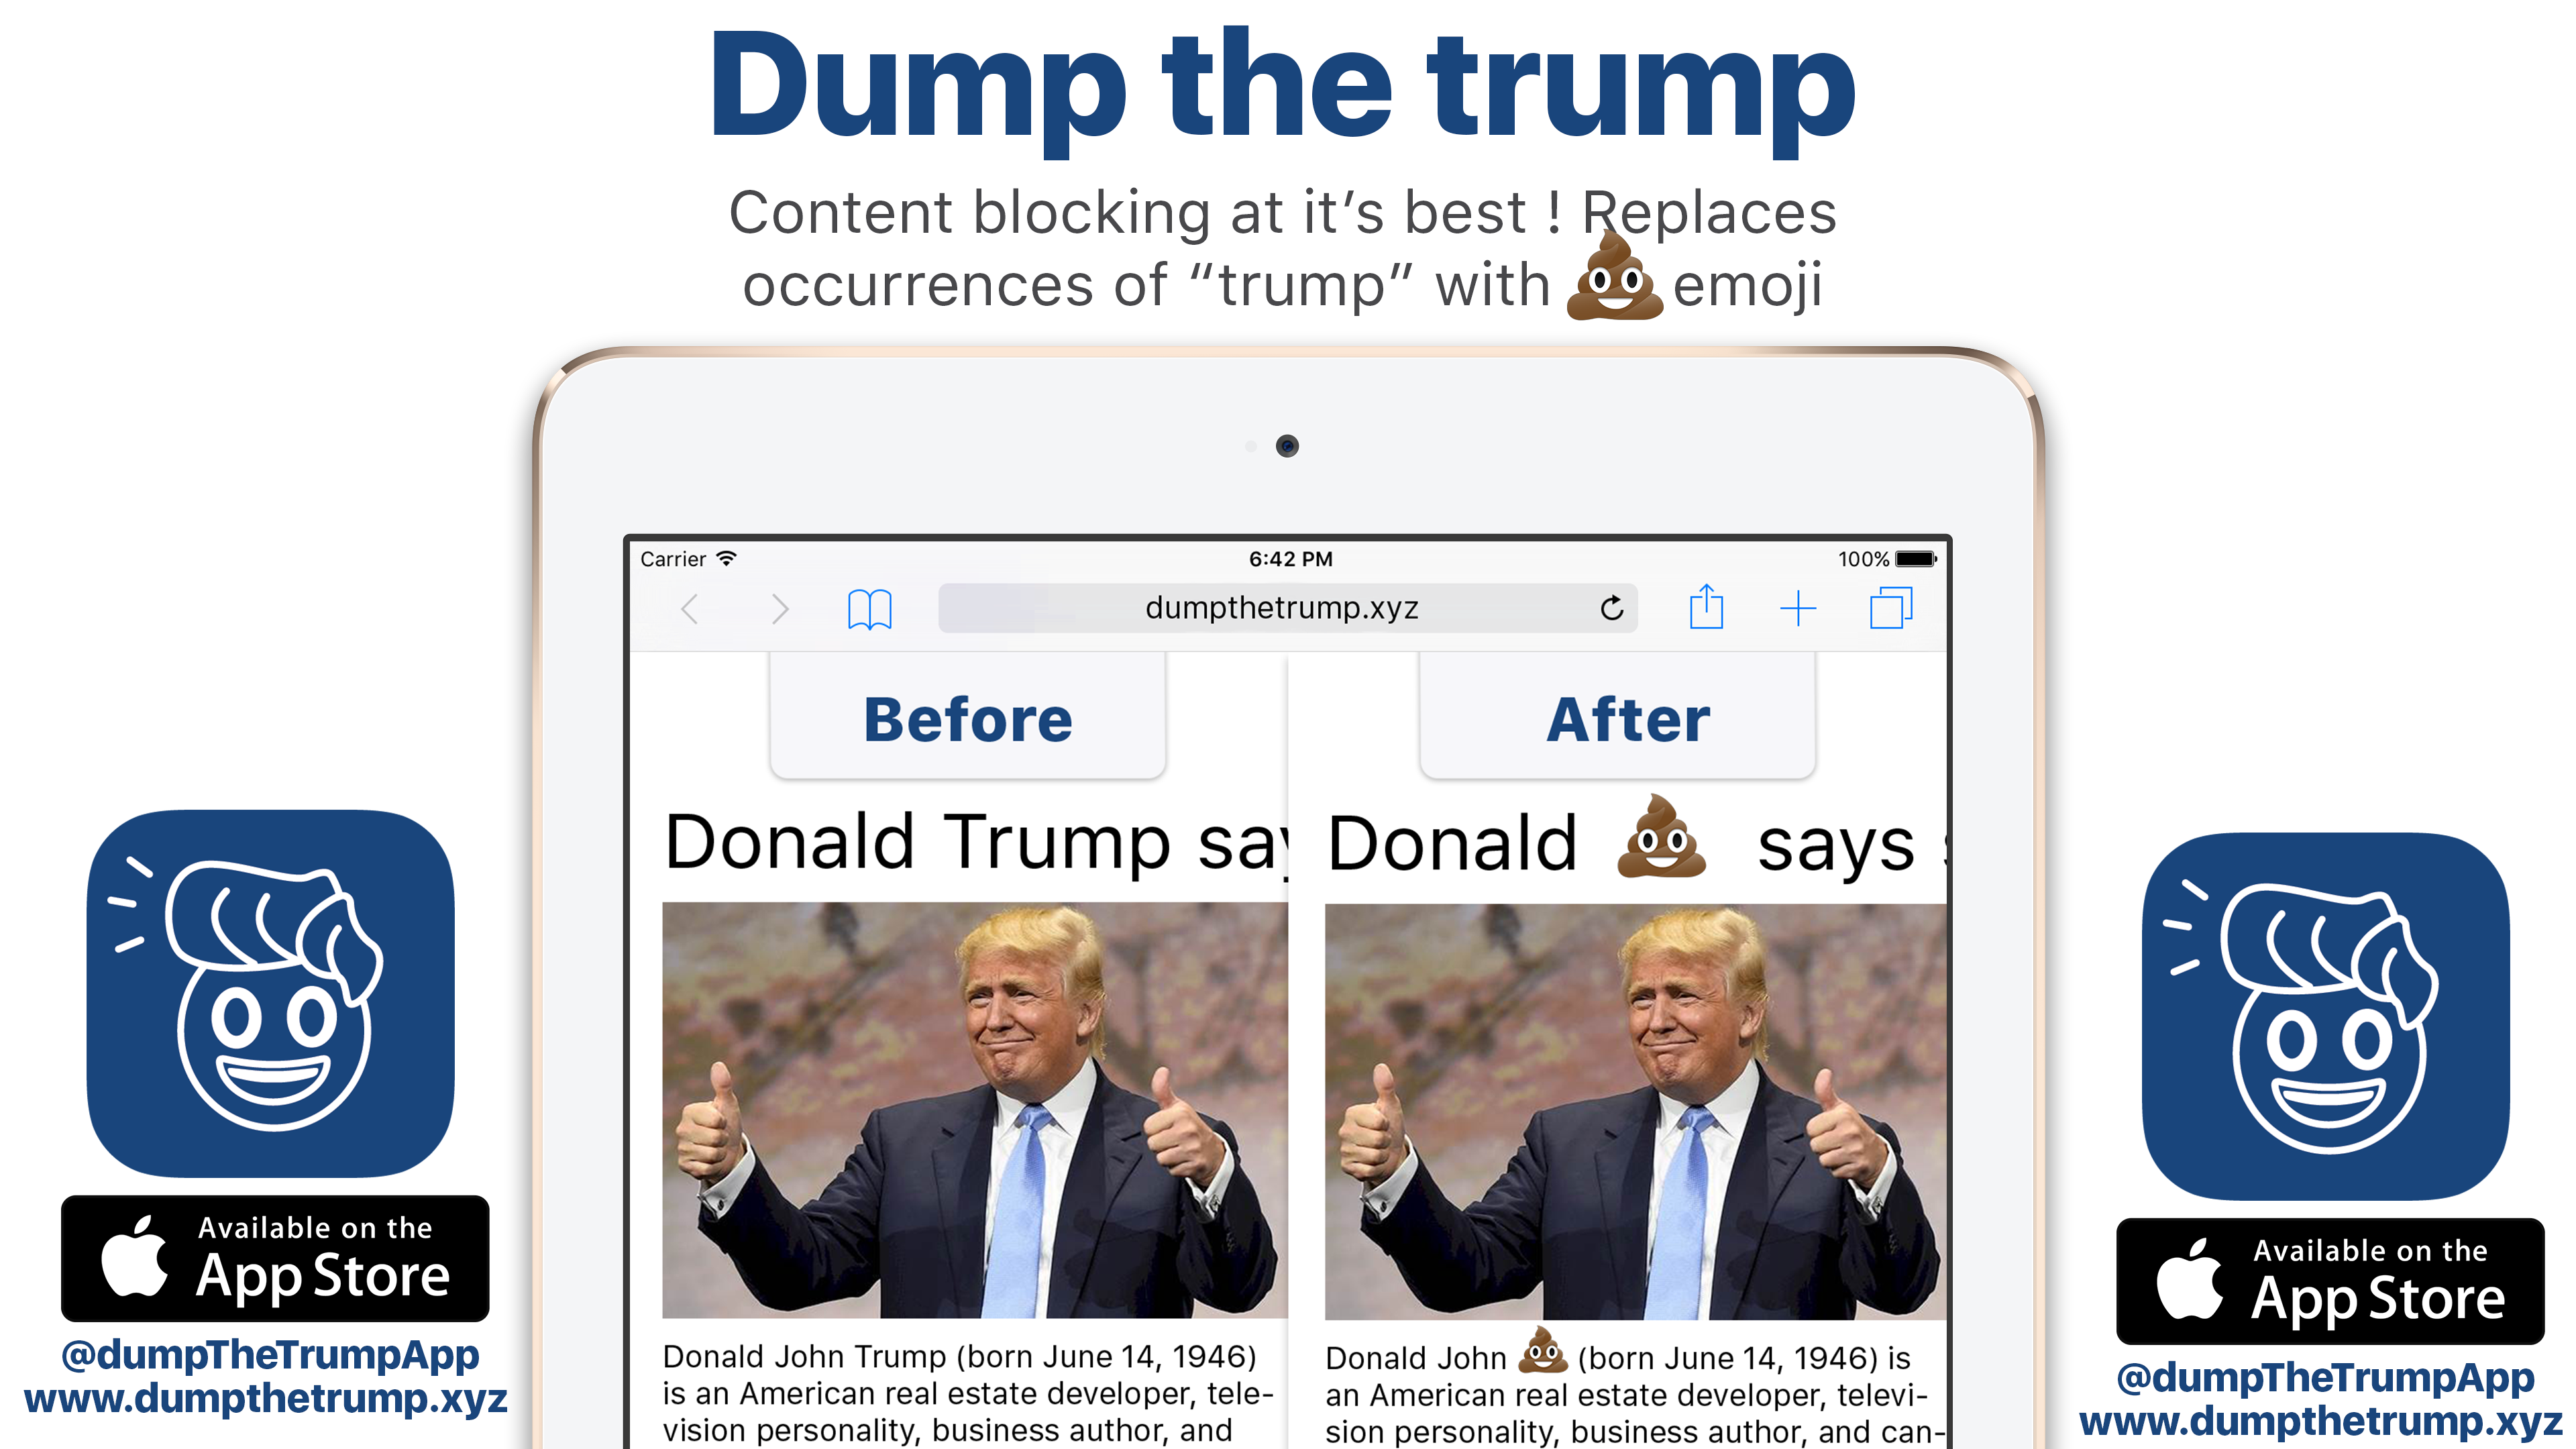 Dump the trump
Content blocking at it’s best ! Replaces
occurrences of “trump” with 💩 emoji
Carrier
6:42 PM
100%
dumpthetrump.xyz
Before
Donald Trump say
Donald John Trump (born June 14, 1946)
is an American real estate developer, tele-
vision personality, business author, and
After
Donald 💩 says s
Donald John 💩 (born June 14, 1946) is
an American real estate developer, televi-
sion personality, business author, and can-
Available on the
App Store
@dumpTheTrumpApp
www.dumpthetrump.xyz
Available on the
App Store
@dumpTheTrumpApp
www.dumpthetrump.xyz